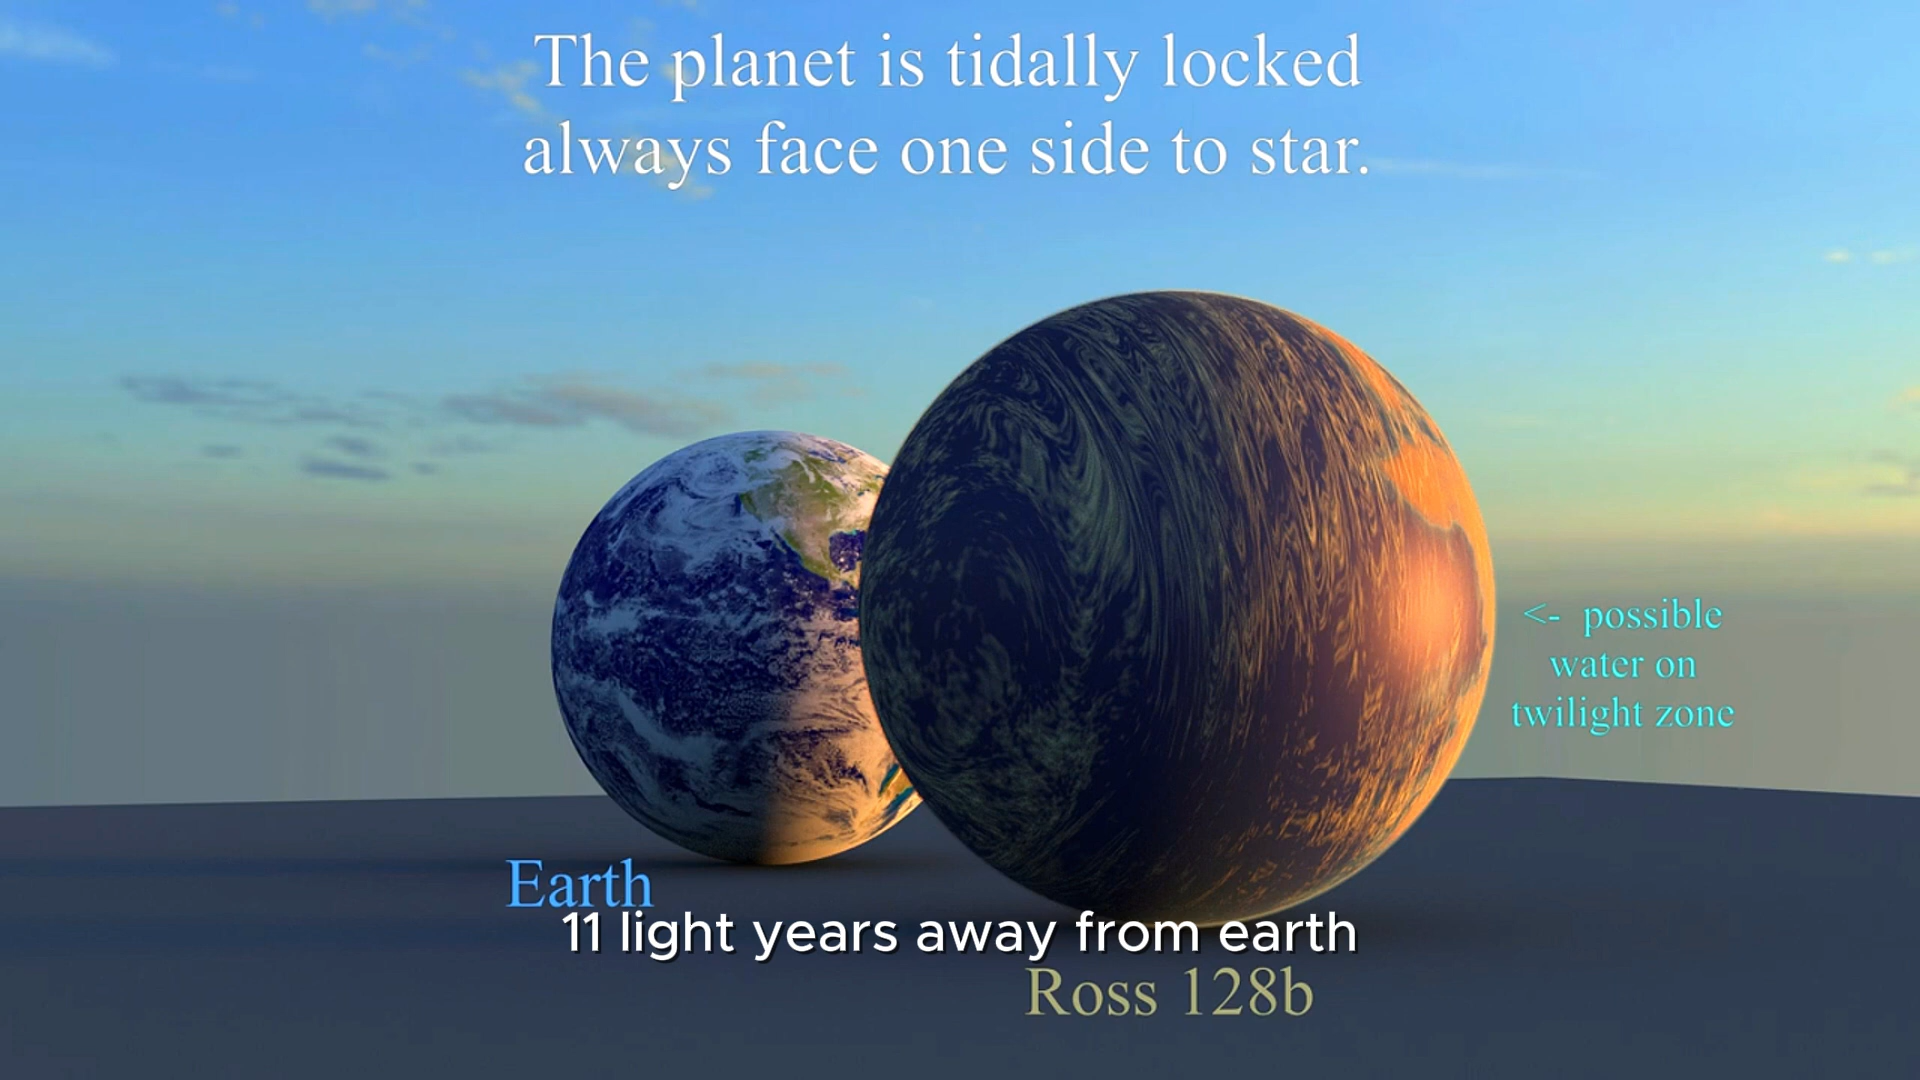 The planet is tidally locked
always face one side to star.
<- possible
water on
twilight zone
Earth
11 light years away from earth
Ross 128b